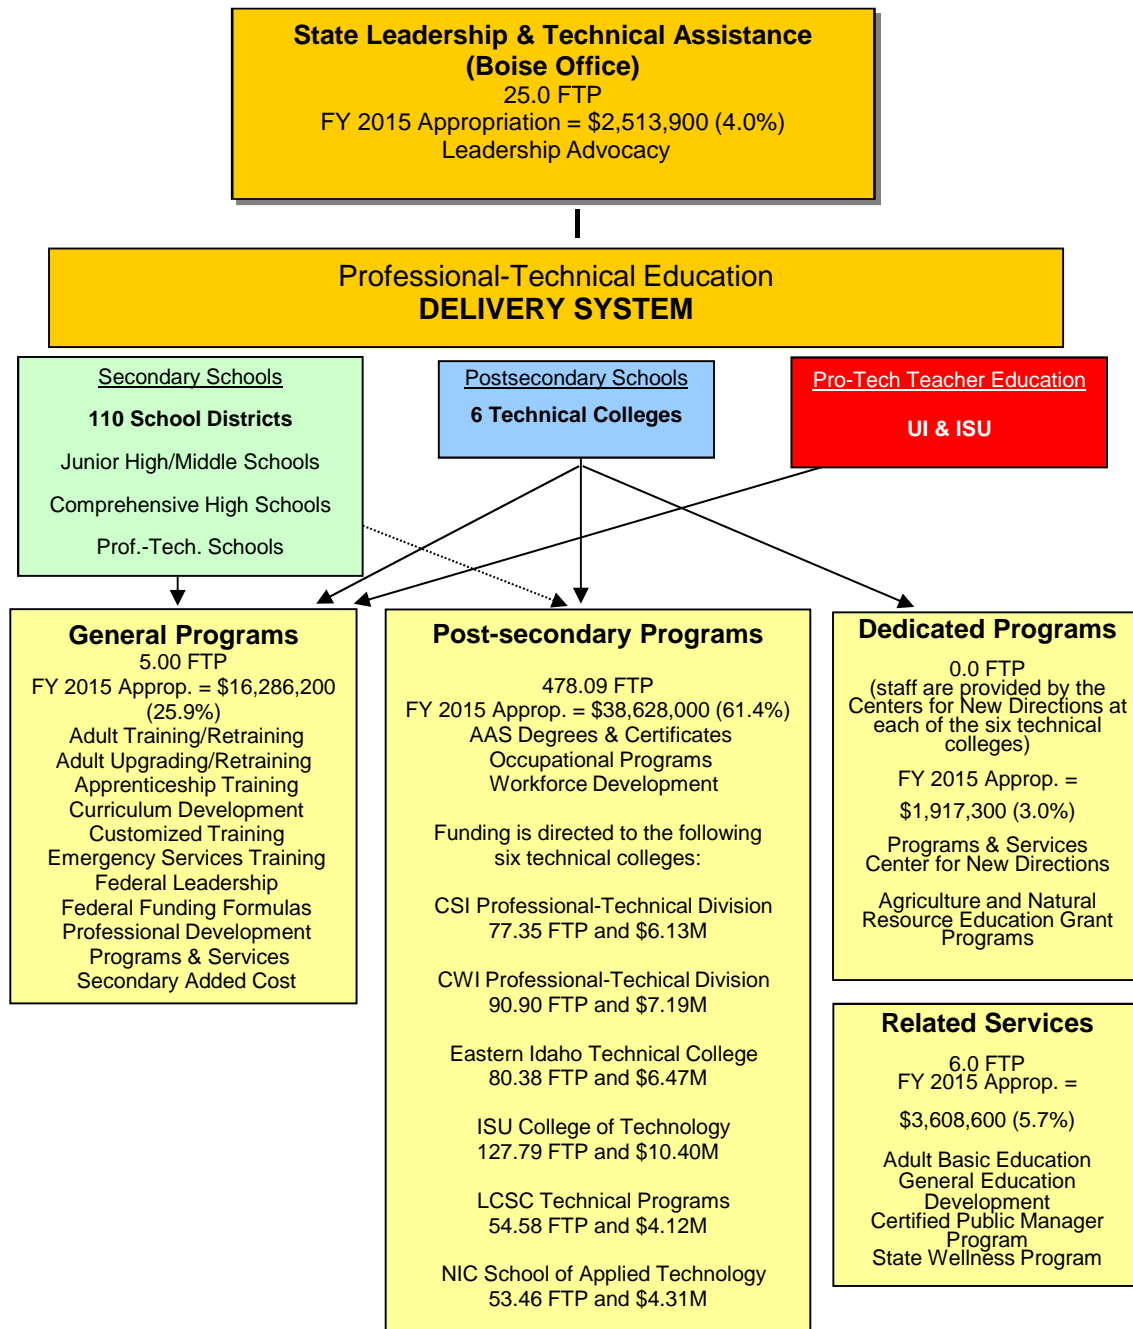 State Leadership & Technical Assistance
(Boise Office)
25.0 FTP
FY 2015 Appropriation = $2,513,900 (4.0%)
Leadership Advocacy
Professional-Technical Education
DELIVERY SYSTEM
Secondary Schools
110 School Districts
Junior High/Middle Schools
Comprehensive High Schools
Prof.-Tech. Schools
Postsecondary Schools
6 Technical Colleges
Pro-Tech Teacher Education
UI & ISU
General Programs
5.00 FTP
FY 2015 Approp. = $16,286,200
(25.9%)
Adult Training/Retraining
Adult Upgrading/Retraining
Apprenticeship Training
Curriculum Development
Customized Training
Emergency Services Training
Federal Leadership
Federal Funding Formulas
Professional Development
Programs & Services
Secondary Added Cost
Post-secondary Programs
478.09 FTP
FY 2015 Approp. = $38,628,000 (61.4%)
AAS Degrees & Certificates
Occupational Programs
Workforce Development
Funding is directed to the following
six technical colleges:
CSI Professional-Technical Division
77.35 FTP and $6.13M
CWI Professional-Techical Division
90.90 FTP and $7.19M
Eastern Idaho Technical College
80.38 FTP and $6.47M
ISU College of Technology
127.79 FTP and $10.40M
LCSC Technical Programs
54.58 FTP and $4.12M
NIC School of Applied Technology
53.46 FTP and $4.31M
Dedicated Programs
0.0 FTP
(staff are provided by the
Centers for New Directions at
each of the six technical
colleges)
FY 2015 Approp. =
$1,917,300 (3.0%)
Programs & Services
Center for New Directions
Agriculture and Natural
Resource Education Grant
Programs
Related Services
6.0 FTP
FY 2015 Approp. =
$3,608,600 (5.7%)
Adult Basic Education
General Education
Development
Certified Public Manager
Program
State Wellness Program